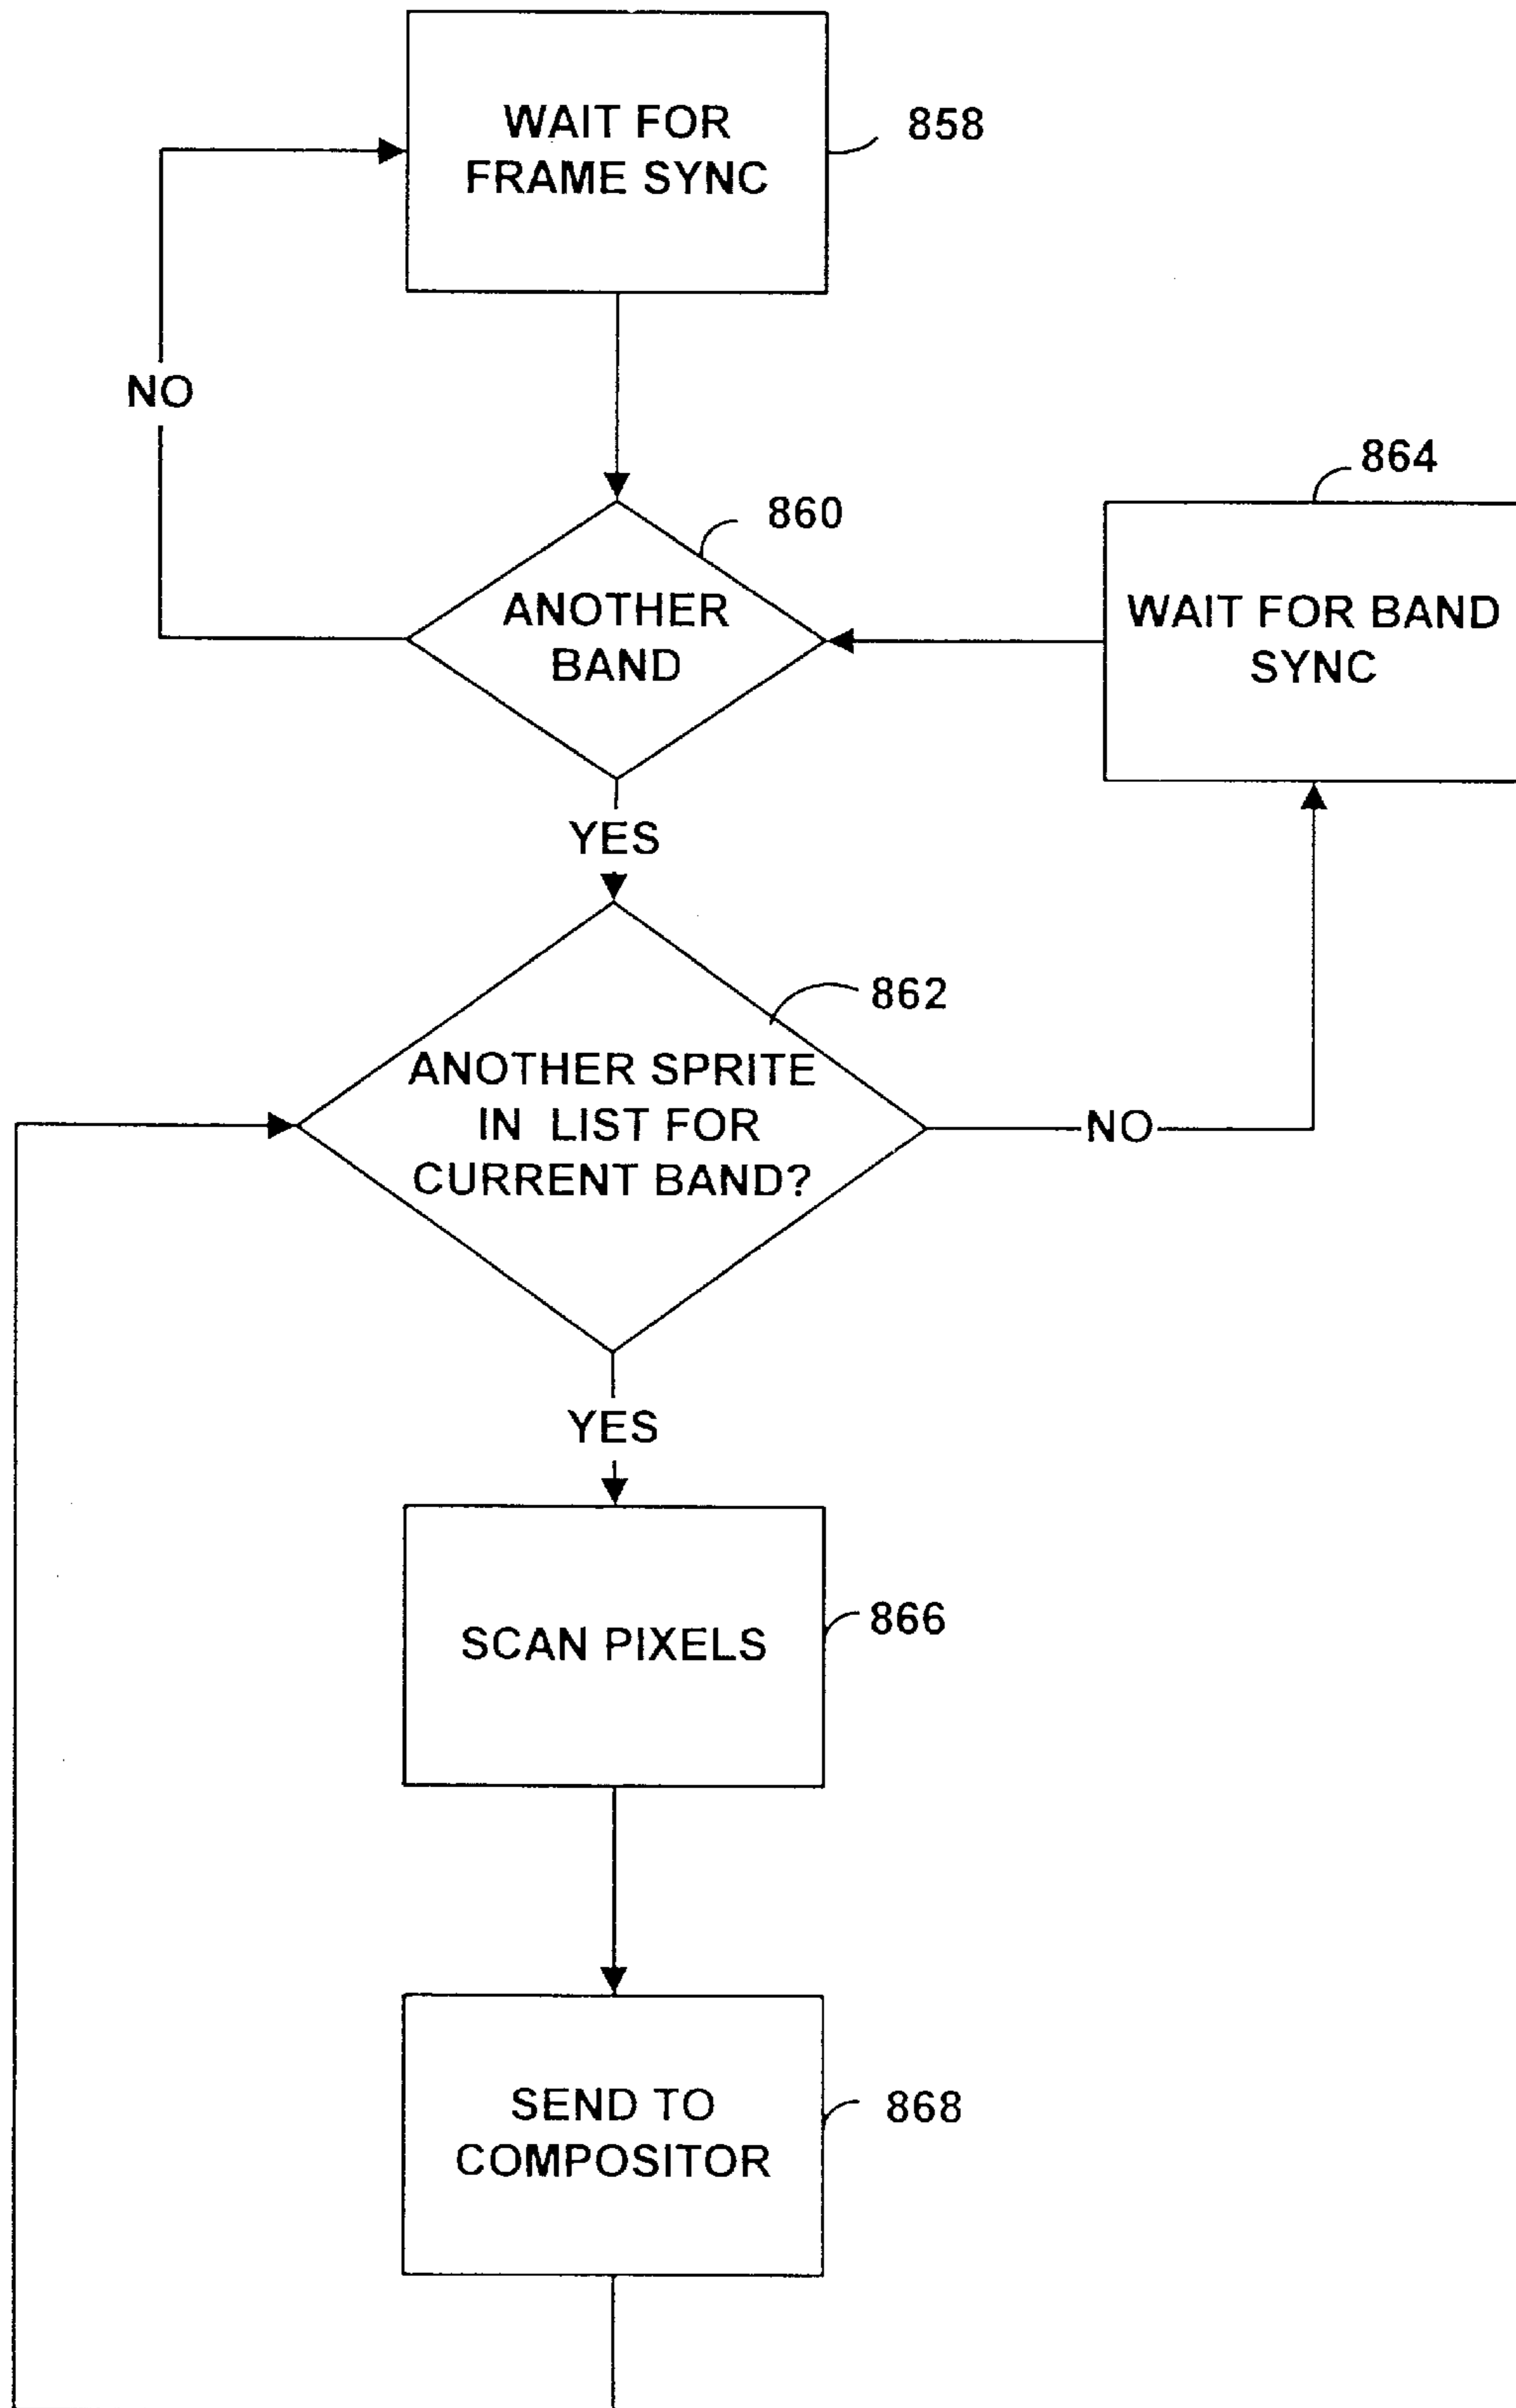 WAIT FOR
FRAME SYNC
858
NO
864
860
ANOTHER
BAND
WAIT FOR BAND
SYNC
YES
862
ANOTHER SPRITE
IN LIST FOR
CURRENT BAND?
NO
YES
866
SCAN PIXELS
868
SEND TO
COMPOSITOR